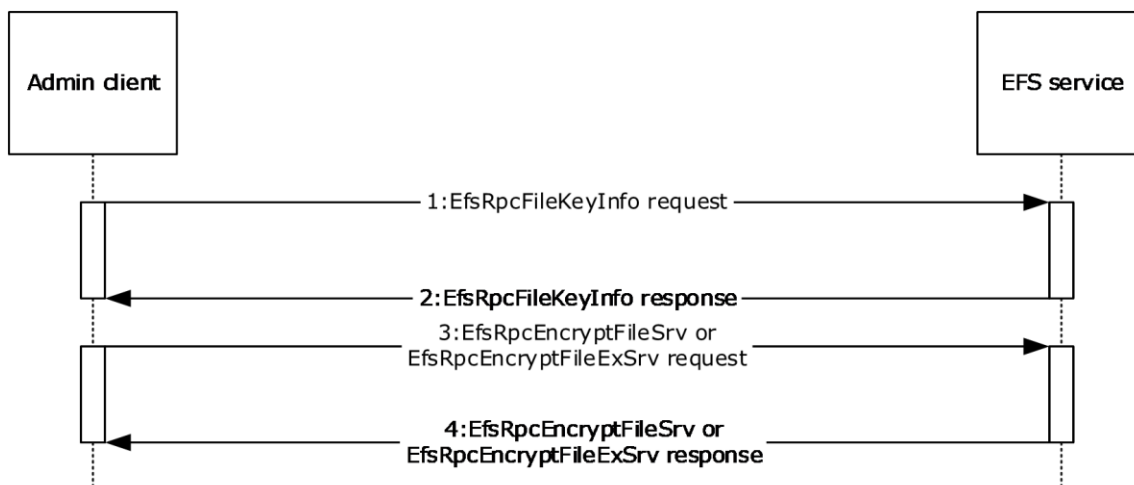 Admin client
EFS service
1:EfsRpcFileKeyInfo request
2:EfsRpcFileKeyInfo response
3:EfsRpcEncryptFileSrv or
EfsRpcEncryptFileExSrv request
4:EfsRpcEncryptFileSrv or
EfsRpcEncryptFileExSrv response